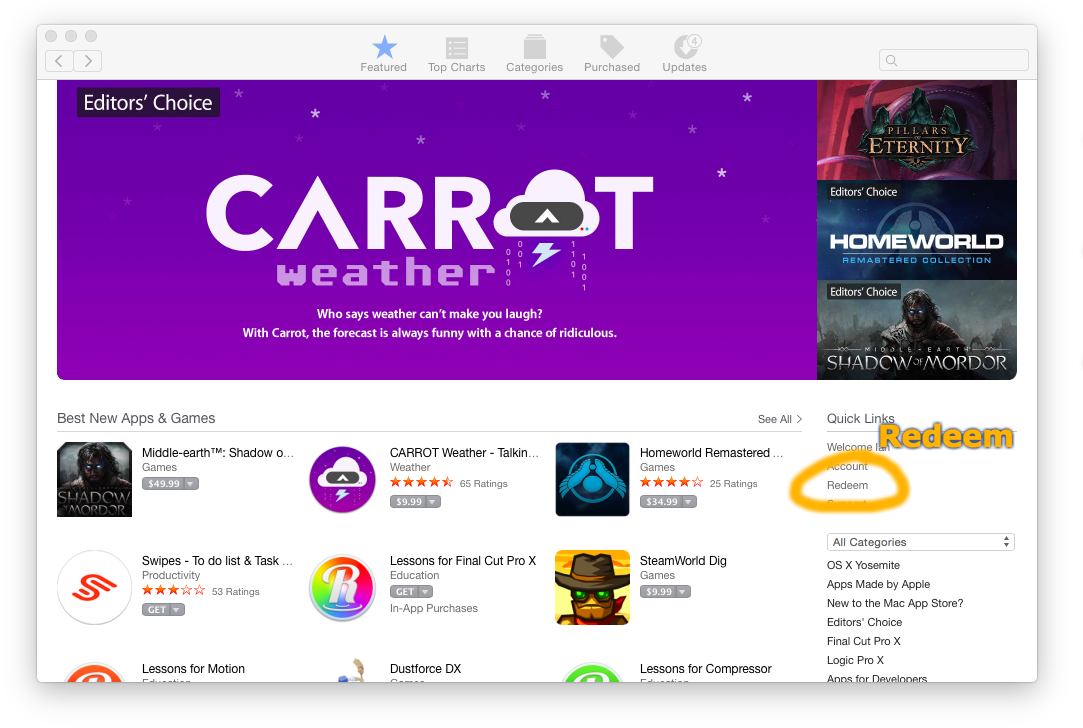 4
Featured
Top Charts
Categories
Purchased
Updates
Editors' Choice
CARROT
weather
0100
001
1101
1001
Who says weather can't make you laugh?
With Carrot, the forecast is always funny with a chance of ridiculous.
PILLARS
OF
ETERNITY
Editors' Choice
HOMEWORLD
REMASTERED COLLECTION
Editors' Choice
MIDDLE-EARTH
SHADOW OF MORDOR
Best New Apps & Games
See All >
Middle-earth™: Shadow o…
Games
$49.99
SHADOW
OF MORDOR
CARROT Weather - Talkin…
Weather
65 Ratings
$9.99
Homeworld Remastered …
Games
25 Ratings
$34.99
Swipes - To do list & Task …
Productivity
53 Ratings
GET
Lessons for Final Cut Pro X
Education
GET
In-App Purchases
SteamWorld Dig
Games
$9.99
Lessons for Motion
Education
Dustforce DX
Games
Lessons for Compressor
Education
Quick Links
Redeem
Welcome Ian
Account
Redeem
All Categories
OS X Yosemite
Apps Made by Apple
New to the Mac App Store?
Editors' Choice
Final Cut Pro X
Logic Pro X
Apps for Developers